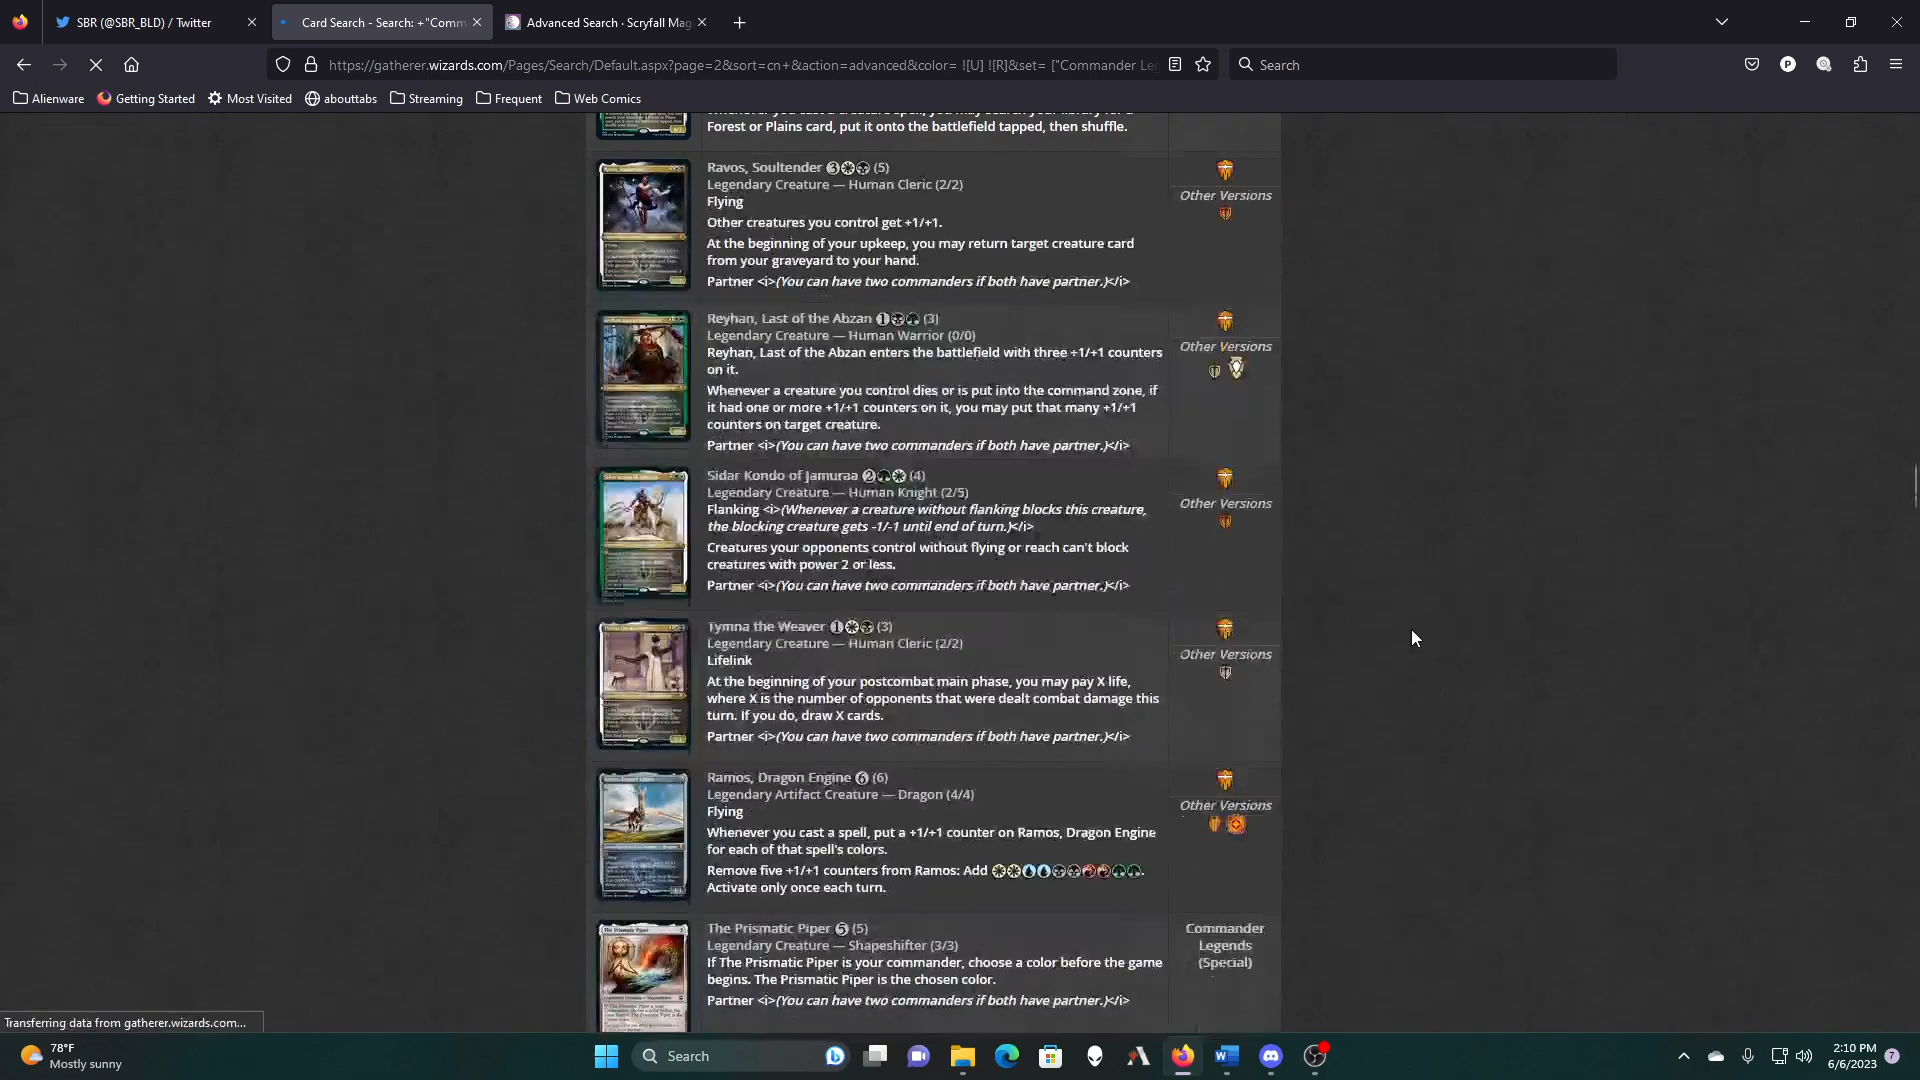 SBR (@SBR_BLD) / Twitter
Card Search - Search: +"Comm
Advanced Search · Scryfall Mag
https://gatherer.wizards.com/Pages/Search/Default.aspx?page=2&sort=cn+&action=advanced&color= ![U] ![R]&set= ["Commander Leg
Search
Alienware
Getting Started
Most Visited
abouttabs
Streaming
Frequent
Web Comics
Forest or Plains card, put it onto the battlefield tapped, then shuffle.
Ravos, Soultender 3 (5)
Legendary Creature — Human Cleric (2/2)
Flying
Other creatures you control get +1/+1.
At the beginning of your upkeep, you may return target creature card
from your graveyard to your hand.
Partner <i>(You can have two commanders if both have partner.)</i>
Other Versions
Reyhan, Last of the Abzan 1 (3)
Legendary Creature — Human Warrior (0/0)
Reyhan, Last of the Abzan enters the battlefield with three +1/+1 counters
on it.
Whenever a creature you control dies or is put into the command zone, if
it had one or more +1/+1 counters on it, you may put that many +1/+1
counters on target creature.
Partner <i>(You can have two commanders if both have partner.)</i>
Other Versions
Sidar Kondo of Jamuraa 2 (4)
Legendary Creature — Human Knight (2/5)
Flanking <i>(Whenever a creature without flanking blocks this creature,
the blocking creature gets -1/-1 until end of turn.)</i>
Creatures your opponents control without flying or reach can't block
creatures with power 2 or less.
Partner <i>(You can have two commanders if both have partner.)</i>
Other Versions
Tymna the Weaver 1 (3)
Legendary Creature — Human Cleric (2/2)
Lifelink
At the beginning of your postcombat main phase, you may pay X life,
where X is the number of opponents that were dealt combat damage this
turn. If you do, draw X cards.
Partner <i>(You can have two commanders if both have partner.)</i>
Other Versions
Ramos, Dragon Engine 6 (6)
Legendary Artifact Creature — Dragon (4/4)
Flying
Whenever you cast a spell, put a +1/+1 counter on Ramos, Dragon Engine
for each of that spell's colors.
Remove five +1/+1 counters from Ramos: Add .
Activate only once each turn.
Other Versions
The Prismatic Piper 5 (5)
Legendary Creature — Shapeshifter (3/3)
If The Prismatic Piper is your commander, choose a color before the game
begins. The Prismatic Piper is the chosen color.
Partner <i>(You can have two commanders if both have partner.)</i>
Commander
Legends
(Special)
The Prismatic Piper
Transferring data from gatherer.wizards.com...
78°F
Mostly sunny
Search
2:10 PM
6/6/2023
7